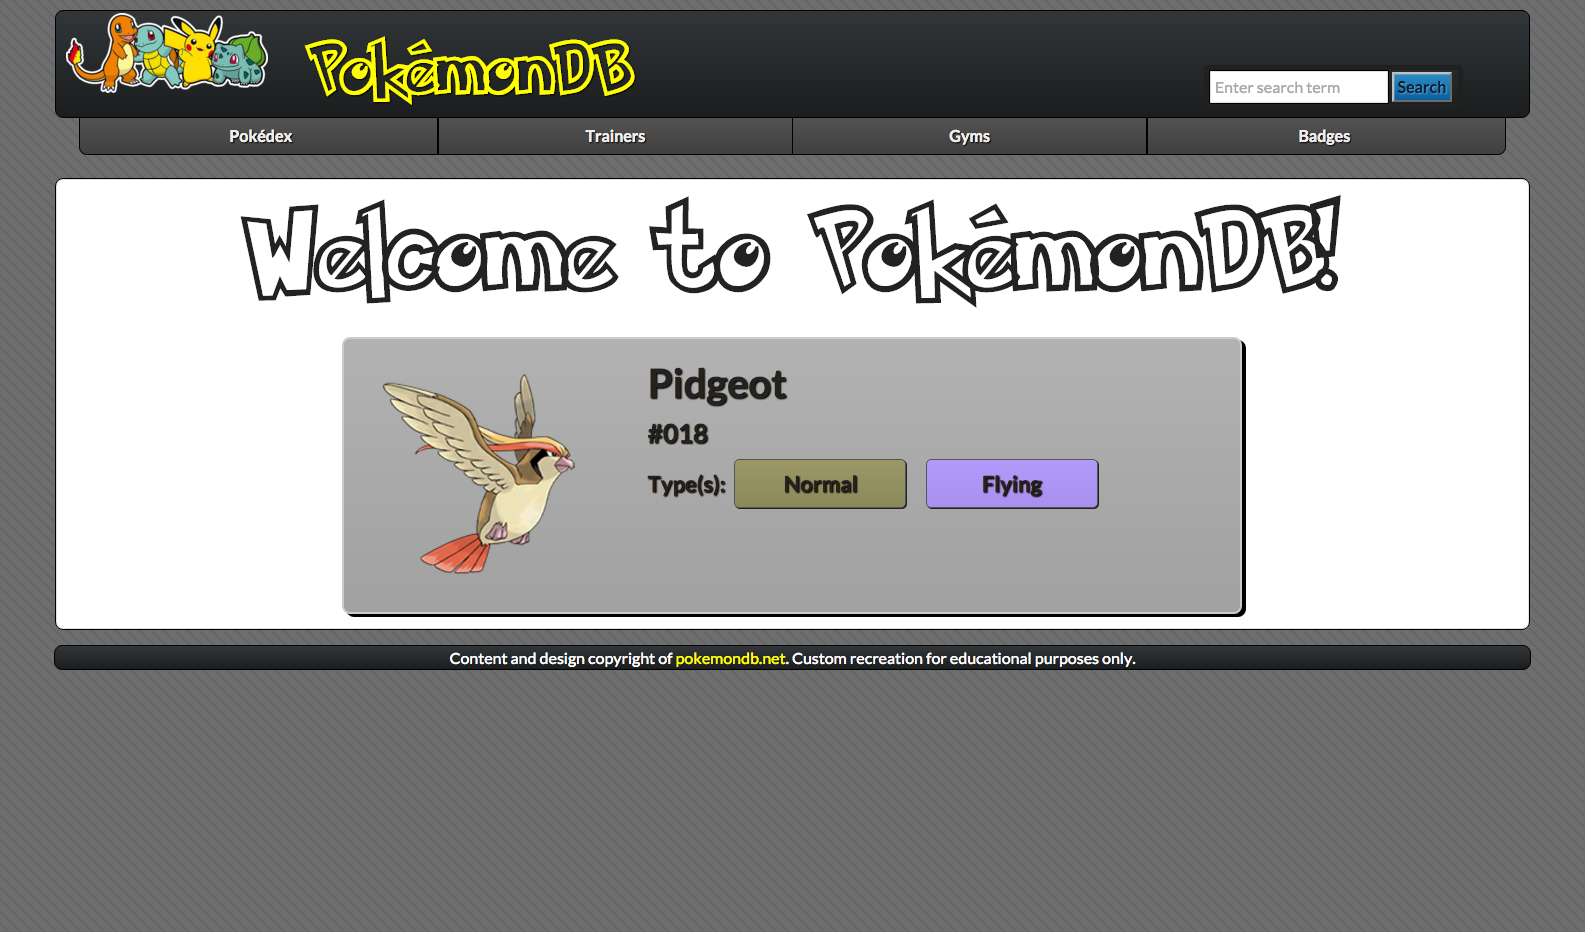 PokémonDB
Enter search term Search
Pokédex Trainers Gyms Badges
Welcome to PokémonDB!
Pidgeot
#018
Type(s): Normal Flying
Content and design copyright of pokemondb.net. Custom recreation for educational purposes only.